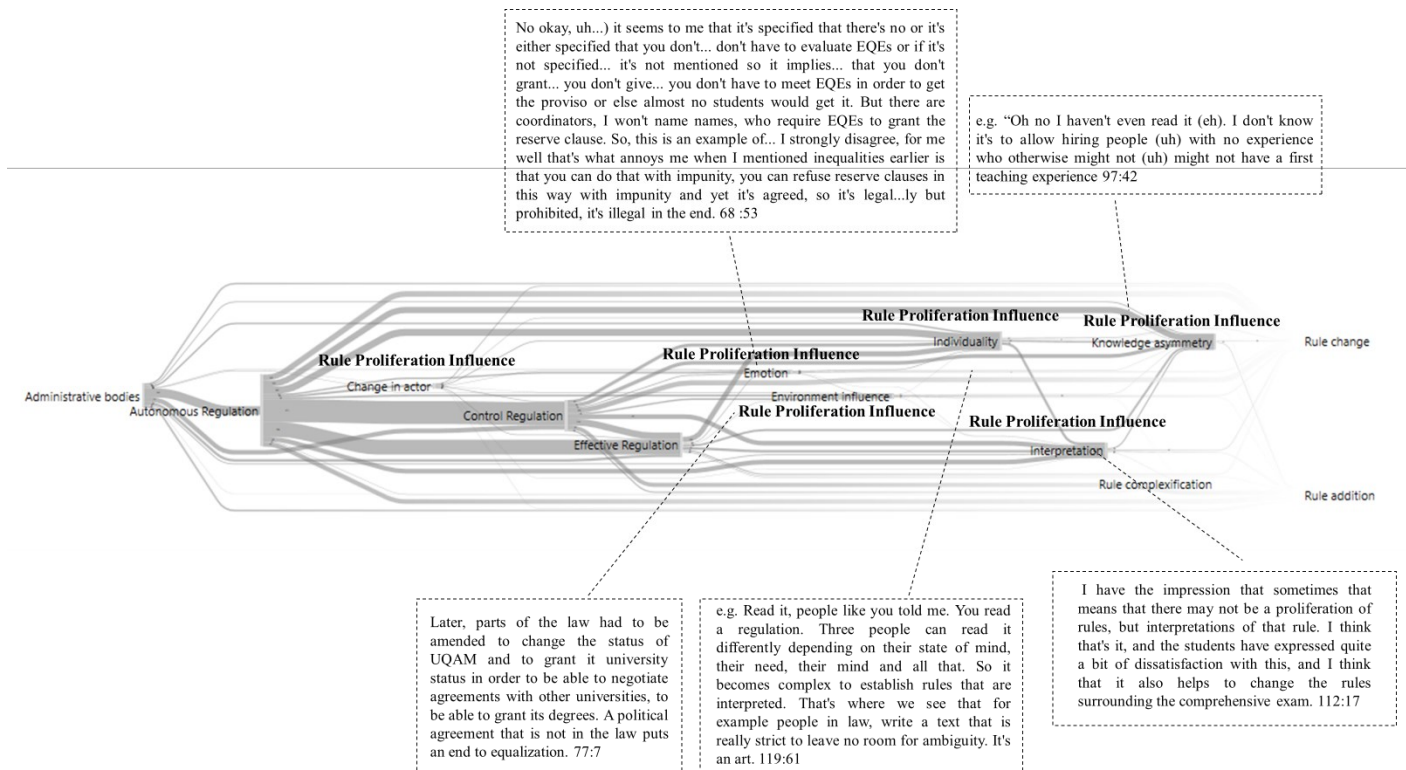 No okay, uh...) it seems to me that it's specified that there's no or it's
either specified that you don't... don't have to evaluate EQEs or if it's
not specified... it's not mentioned so it implies... that you don't
grant... you don't give... you don't have to meet EQEs in order to get
the proviso or else almost no students would get it. But there are
coordinators, I won't name names, who require EQEs to grant the
reserve clause. So, this is an example of... I strongly disagree, for me
well that's what annoys me when I mentioned inequalities earlier is
that you can do that with impunity, you can refuse reserve clauses in
this way with impunity and yet it's agreed, so it's legal...ly but
prohibited, it's illegal in the end. 68 :53
e.g. “Oh no I haven't even read it (eh). I don't know
it's to allow hiring people (uh) with no experience
who otherwise might not (uh) might not have a first
teaching experience 97:42
Rule Proliferation Influence
Individuality
Rule Proliferation Influence
Knowledge asymmetry
Rule change
Rule Proliferation Influence
Change in actor
Rule Proliferation Influence
Emotion
Administrative bodies
Autonomous Regulation
Control Regulation
Environment influence
Rule Proliferation Influence
Effective Regulation
Rule Proliferation Influence
Interpretation
Rule complexification
Rule addition
Later, parts of the law had to be
amended to change the status of
UQAM and to grant it university
status in order to be able to negotiate
agreements with other universities, to
be able to grant its degrees. A political
agreement that is not in the law puts
an end to equalization. 77:7
e.g. Read it, people like you told me. You read
a regulation. Three people can read it
differently depending on their state of mind,
their need, their mind and all that. So it
becomes complex to establish rules that are
interpreted. That's where we see that for
example people in law, write a text that is
really strict to leave no room for ambiguity. It's
an art. 119:61
I have the impression that sometimes that
means that there may not be a proliferation of
rules, but interpretations of that rule. I think
that's it, and the students have expressed quite
a bit of dissatisfaction with this, and I think
that it also helps to change the rules
surrounding the comprehensive exam. 112:17